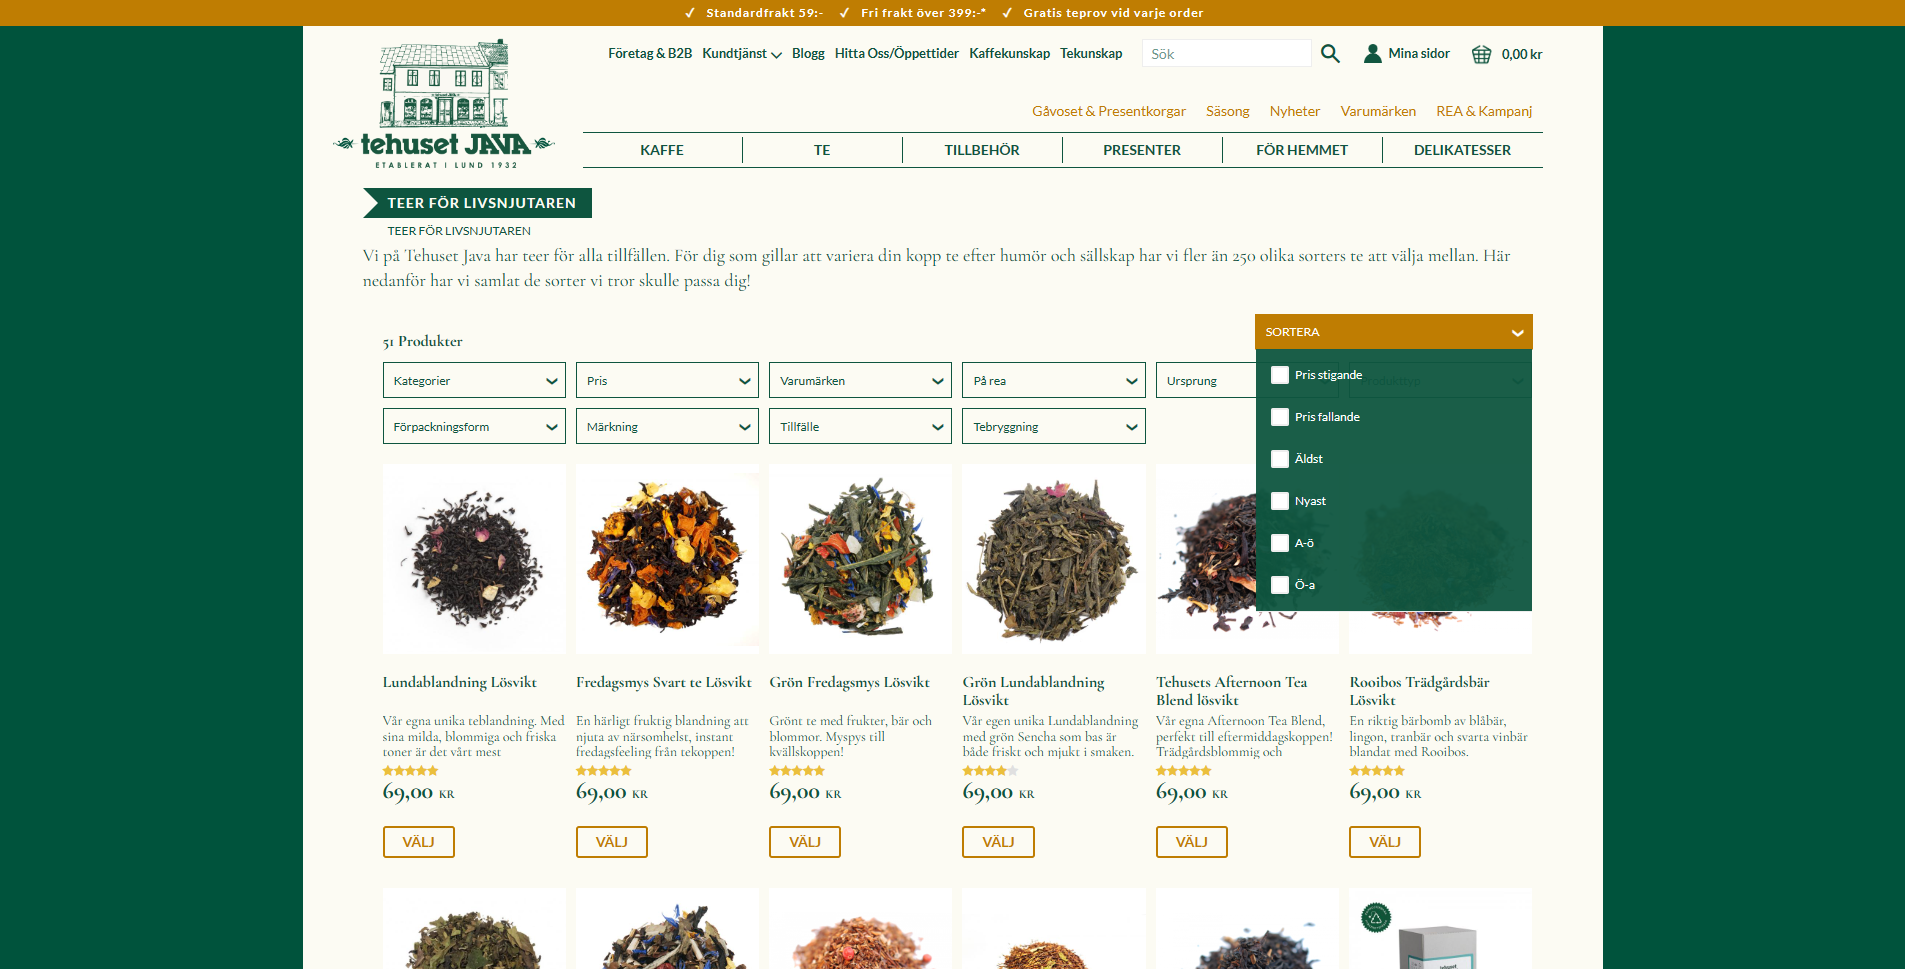 ✓ Standardfrakt 59:- ✓ Fri frakt över 399:-* ✓ Gratis teprov vid varje order
Företag & B2B Kundtjänst Blogg Hitta Oss/Öppettider Kaffekunskap Tekunskap Sök Mina sidor 0,00 kr
Gåvoset & Presentkorgar Säsong Nyheter Varumärken REA & Kampanj
tehuset JAVA
ETABLERAT I LUND 1932
KAFFE TE TILLBEHÖR PRESENTER FÖR HEMMET DELIKATESSER
TEER FÖR LIVSNJUTAREN
TEER FÖR LIVSNJUTAREN
Vi på Tehuset Java har teer för alla tillfällen. För dig som gillar att variera din kopp te efter humör och sällskap har vi fler än 250 olika sorters te att välja mellan. Här
nedanför har vi samlat de sorter vi tror skulle passa dig!
51 Produkter
SORTERA
Pris stigande
Pris fallande
Äldst
Nyast
A-ö
Ö-a
Kategorier Pris Varumärken På rea Ursprung Produkttyp
Förpackningsform Märkning Tillfälle Tebryggning
Lundablandning Lösvikt
Vår egna unika teblandning. Med
sina milda, blommiga och friska
toner är det vårt mest
69,00 KR
VÄLJ
Fredagsmys Svart te Lösvikt
En härligt fruktig blandning att
njuta av närsomhelst, instant
fredagsfeeling från tekoppen!
69,00 KR
VÄLJ
Grön Fredagsmys Lösvikt
Grönt te med frukter, bär och
blommor. Myspys till
kvällskoppen!
69,00 KR
VÄLJ
Grön Lundablandning
Lösvikt
Vår egen unika Lundablandning
med grön Sencha som bas är
både friskt och mjukt i smaken.
69,00 KR
VÄLJ
Tehusets Afternoon Tea
Blend lösvikt
Vår egna Afternoon Tea Blend,
perfekt till eftermiddagskoppen!
Trädgårdsblommig och
69,00 KR
VÄLJ
Rooibos Trädgårdsbär
Lösvikt
En riktig bärbomb av blåbär,
lingon, tranbär och svarta vinbär
blandat med Rooibos.
69,00 KR
VÄLJ